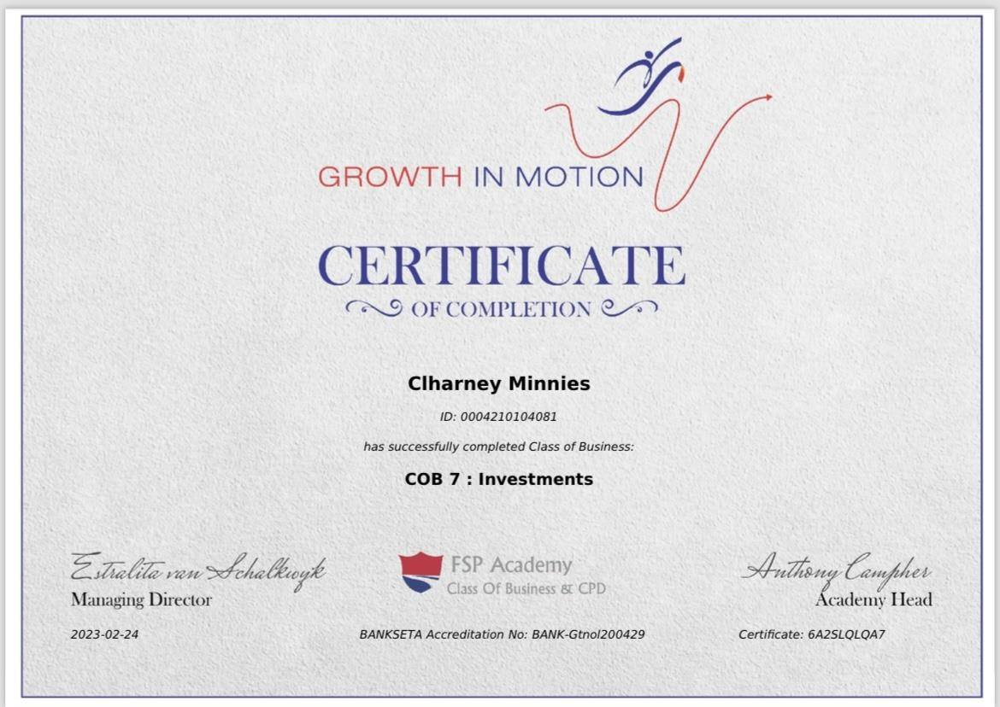 GROWTH IN MOTION
CERTIFICATE
OF COMPLETION
Clharney Minnies
ID: 0004210104081
has successfully completed Class of Business:
COB 7 : Investments
Estralita van Schalkwyk
Managing Director
FSP Academy
Class Of Business & CPD
Anthony Campher
Academy Head
2023-02-24
BANKSETA Accreditation No: BANK-Gtnol200429
Certificate: 6A2SLQLQA7